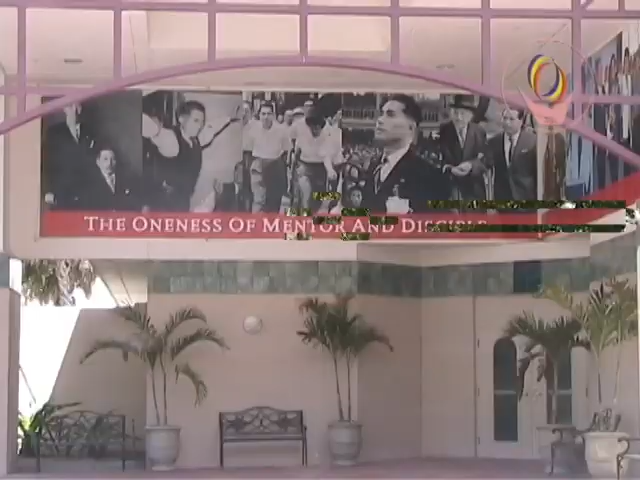 THE ONENESS OF MENTOR AND DISCIPLE